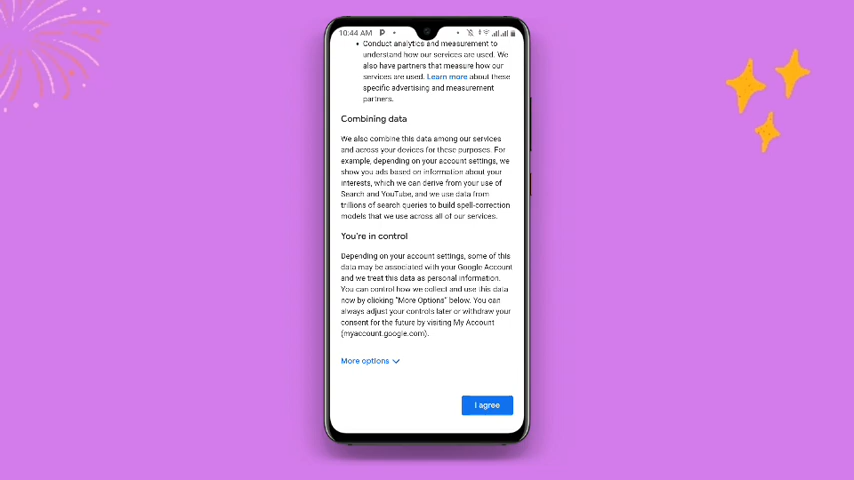 10:44 AM
• Conduct analytics and measurement to
understand how our services are used. We
also have partners that measure how our
services are used. Learn more about these
specific advertising and measurement
partners.
Combining data
We also combine this data among our services
and across your devices for these purposes. For
example, depending on your account settings, we
show you ads based on information about your
interests, which we can derive from your use of
Search and YouTube, and we use data from
trillions of search queries to build spell-correction
models that we use across all of our services.
You're in control
Depending on your account settings, some of this
data may be associated with your Google Account
and we treat this data as personal information.
You can control how we collect and use this data
now by clicking "More Options" below. You can
always adjust your controls later or withdraw your
consent for the future by visiting My Account
(myaccount.google.com).
More options
I agree